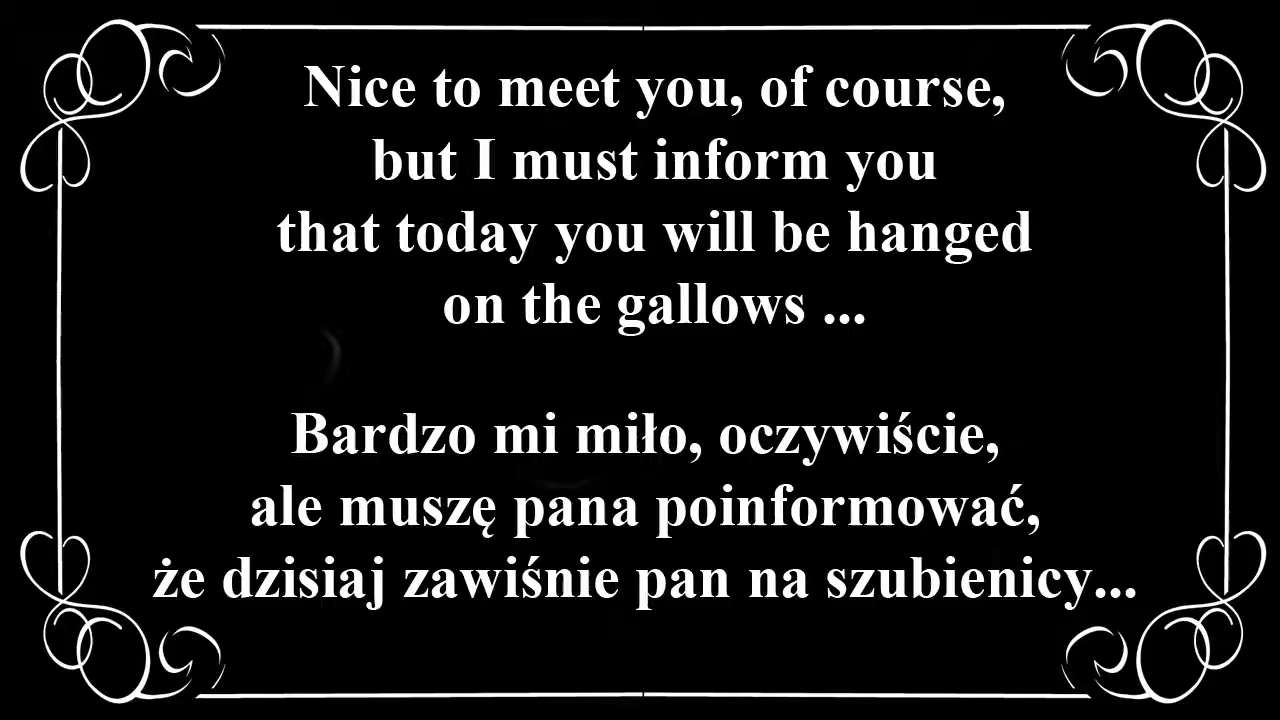 Nice to meet you, of course,
but I must inform you
that today you will be hanged
on the gallows ...
Bardzo mi miło, oczywiście,
ale muszę pana poinformować,
że dzisiaj zawiśnie pan na szubienicy...